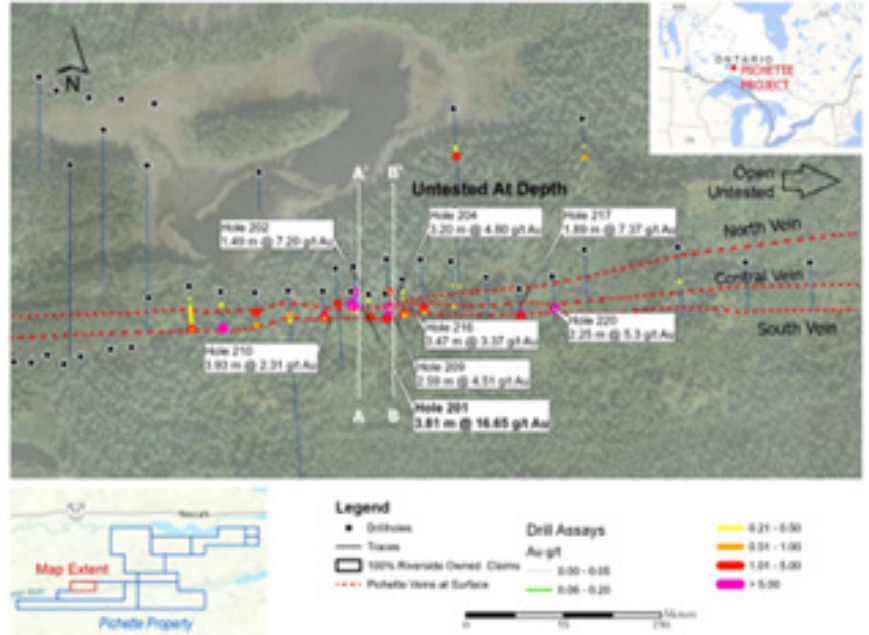 N
ONTARIO
PICHETTE
PROJECT
A'
B'
Untested At Depth
Open
Untested
Hole 202
1.49 m @ 7.20 g/t Au
Hole 204
3.20 m @ 4.80 g/t Au
Hole 217
1.89 m @ 7.37 g/t Au
North Vein
Central Vein
South Vein
Hole 210
3.93 m @ 2.31 g/t Au
Hole 216
3.47 m @ 3.37 g/t Au
Hole 220
2.25 m @ 5.3 g/t Au
Hole 209
2.59 m @ 4.51 g/t Au
Hole 201
3.81 m @ 16.65 g/t Au
A
B
Map Extent
Pichette Property
Legend
Drillholes
Traces
100% Riverside Owned Claims
Pichette Veins at Surface
Drill Assays
Au g/t
0.00 - 0.05
0.06 - 0.20
0.21 - 0.50
0.51 - 1.00
1.01 - 5.00
> 5.00
Meters
0